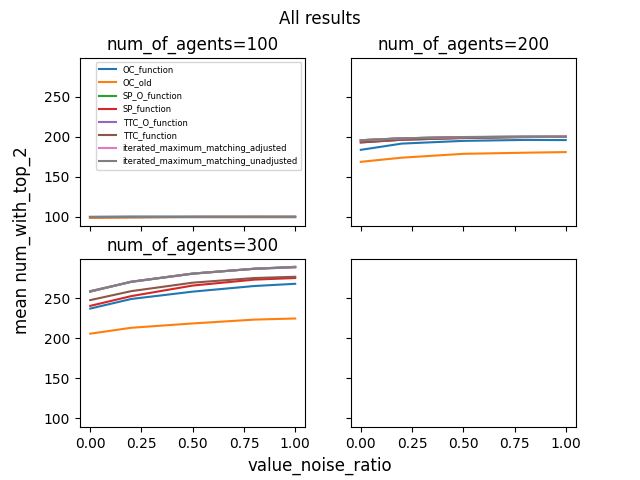 All results
num_of_agents=100
num_of_agents=200
OC_function
OC_old
SP_O_function
SP_function
TTC_O_function
TTC_function
iterated_maximum_matching_adjusted
iterated_maximum_matching_unadjusted
250
200
150
100
mean num_with_top_2
num_of_agents=300
250
200
150
100
0.00 0.25 0.50 0.75 1.00
0.00 0.25 0.50 0.75 1.00
value_noise_ratio